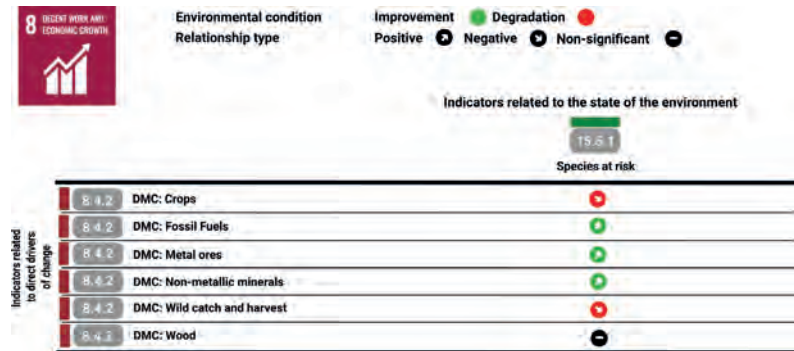 8 DECENT WORK AND
ECONOMIC GROWTH
Environmental condition Improvement Degradation
Relationship type Positive Negative Non-significant
Indicators related to the state of the environment
15.5.1
Species at risk
Indicators related
to direct drivers
of change
8.4.2 DMC: Crops
8.4.2 DMC: Fossil Fuels
8.4.2 DMC: Metal ores
8.4.2 DMC: Non-metallic minerals
8.4.2 DMC: Wild catch and harvest
8.4.2 DMC: Wood